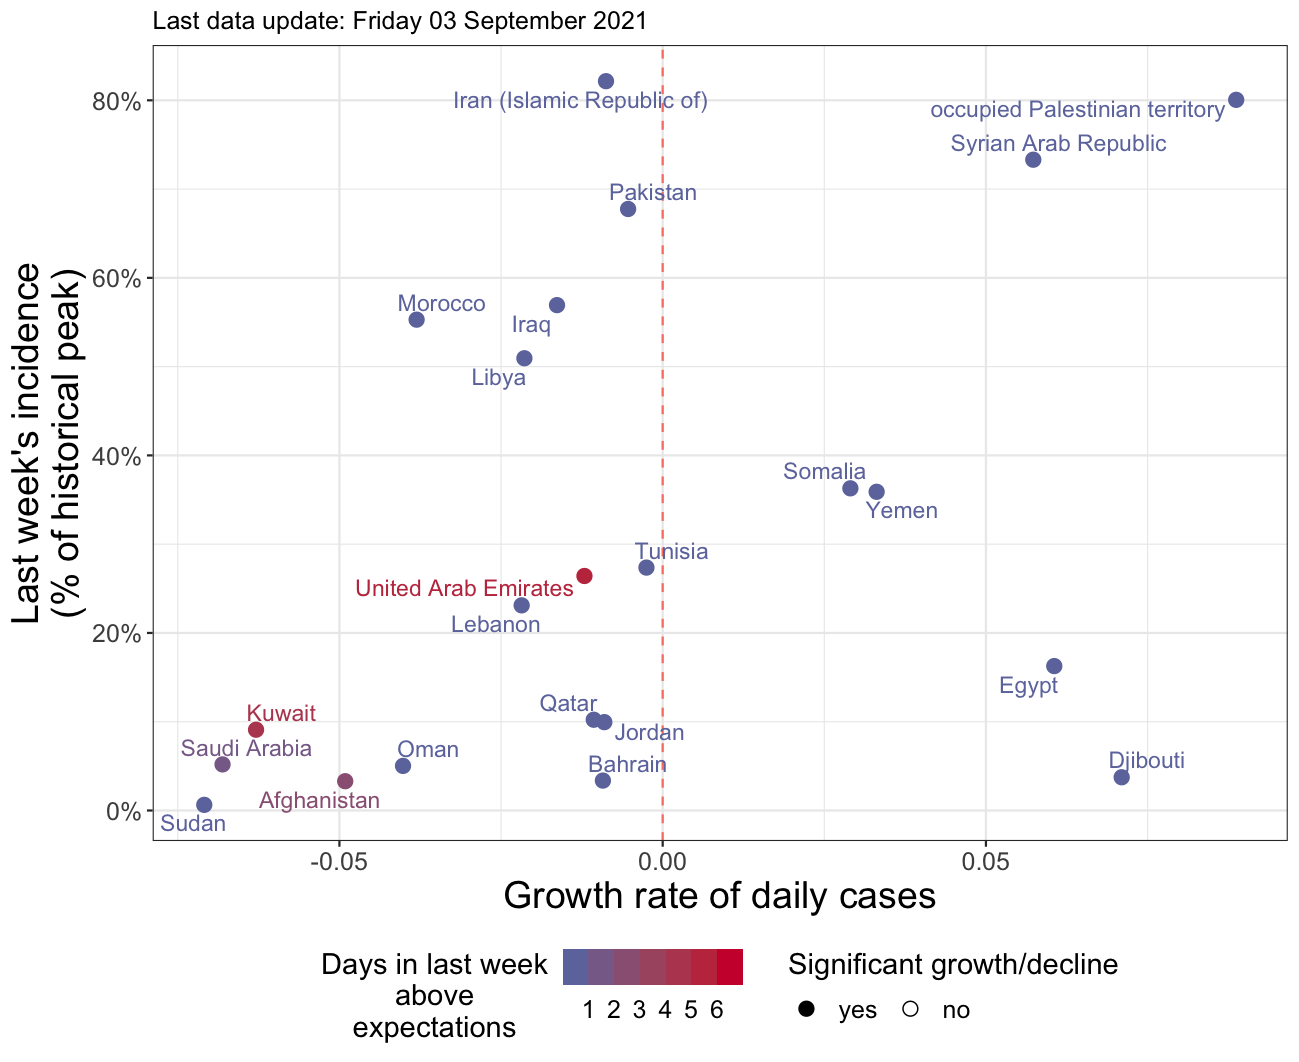 Last data update: Friday 03 September 2021
Last week's incidence
(% of historical peak)
80%
60%
40%
20%
0%
Iran (Islamic Republic of)
occupied Palestinian territory
Syrian Arab Republic
Pakistan
Morocco
Iraq
Libya
Somalia
Yemen
Tunisia
United Arab Emirates
Lebanon
Egypt
Qatar
Kuwait
Jordan
Saudi Arabia
Oman
Bahrain
Djibouti
Afghanistan
Sudan
-0.05 0.00 0.05
Growth rate of daily cases
Days in last week
above
expectations
1 2 3 4 5 6
Significant growth/decline
yes no